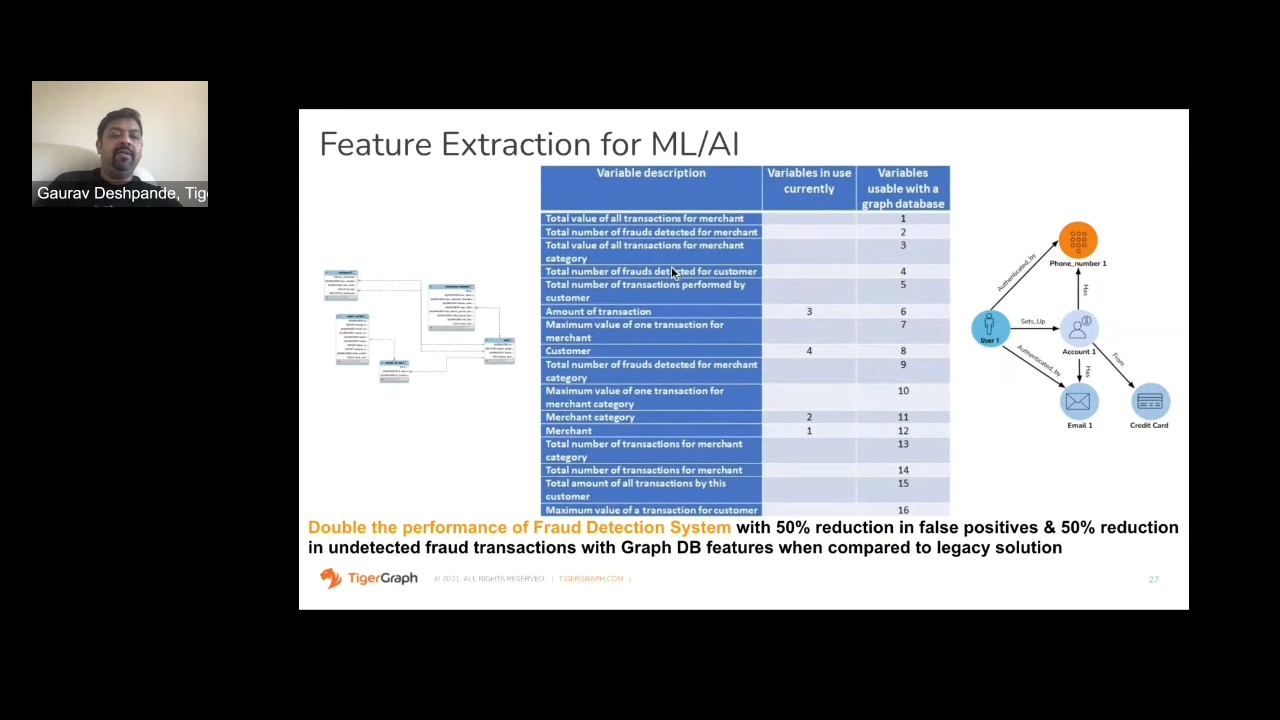 Gaurav Deshpande, Tig
Feature Extraction for ML/AI
Variable description
Variables in use
currently
Variables
usable with a
graph database
Total value of all transactions for merchant
1
Total number of frauds detected for merchant
2
Total value of all transactions for merchant
category
3
Total number of frauds detected for customer
4
Total number of transactions performed by
customer
5
Amount of transaction
3
6
Maximum value of one transaction for
merchant
7
Customer
4
8
Total number of frauds detected for merchant
category
9
Maximum value of one transaction for
merchant category
10
Merchant category
2
11
Merchant
1
12
Total number of transactions for merchant
category
13
Total number of transactions for merchant
14
Total amount of all transactions by this
customer
15
Maximum value of a transaction for customer
16
Phone_number 1
Authenticated_by
Has
User 1
Sets_Up
Account 1
Authenticated_by
Has
From
Email 1
Credit Card
Double the performance of Fraud Detection System with 50% reduction in false positives & 50% reduction
in undetected fraud transactions with Graph DB features when compared to legacy solution
TigerGraph
© 2021. ALL RIGHTS RESERVED | TIGERGRAPH.COM |
27